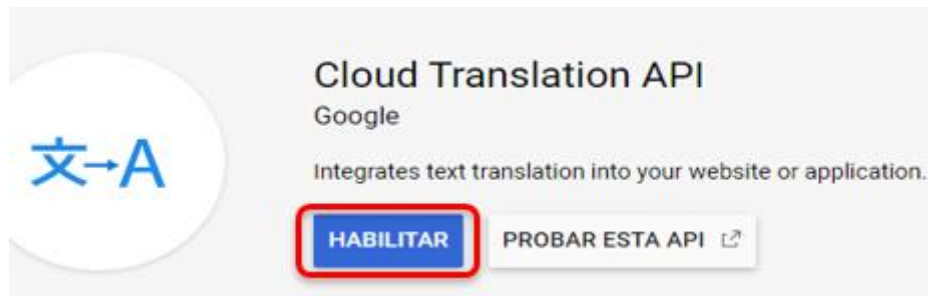 Cloud Translation API
Google
文→A
Integrates text translation into your website or application.
HABILITAR PROBAR ESTA API